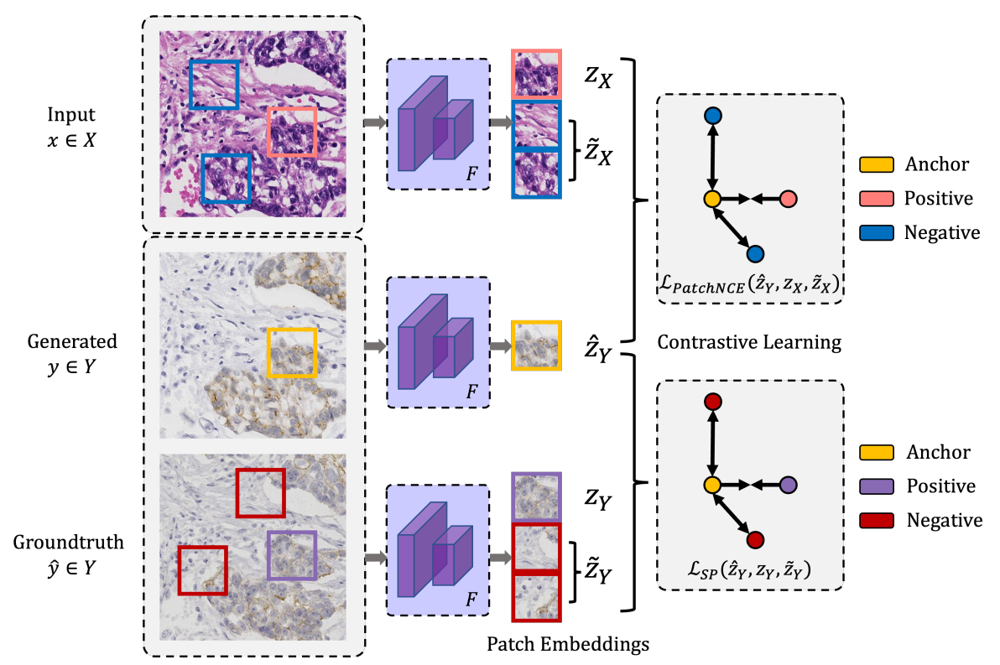 Input
x ∈ X
F
z_X
z̃_X
Anchor
Positive
Negative
ℒ_PatchNCE(ẑ_Y, z_X, z̃_X)
Generated
y ∈ Y
F
ẑ_Y
Contrastive Learning
Groundtruth
ŷ ∈ Y
F
z_Y
z̃_Y
Anchor
Positive
Negative
ℒ_SP(ẑ_Y, z_Y, z̃_Y)
Patch Embeddings